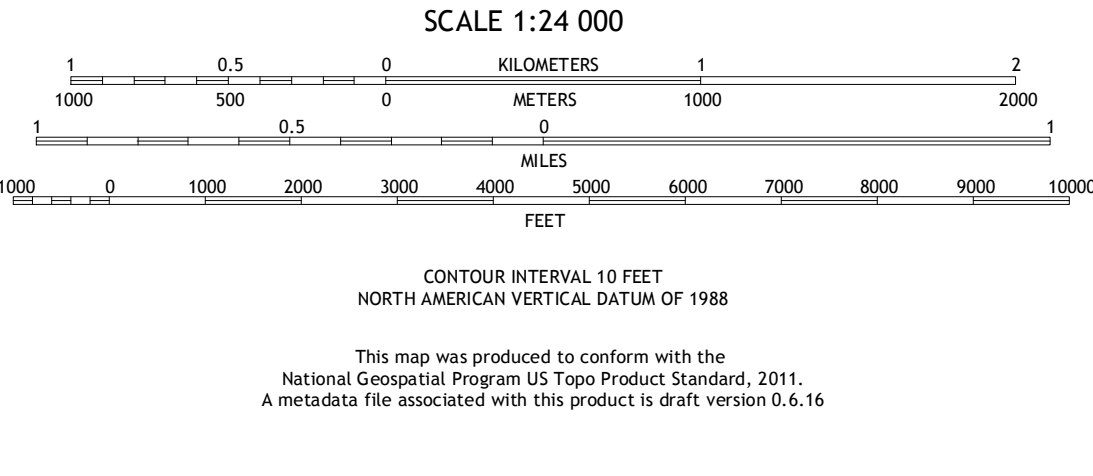 SCALE 1:24 000
1 0.5 0 KILOMETERS 1 2
1000 500 0 METERS 1000 2000
1 0.5 0 1
MILES
1000 0 1000 2000 3000 4000 5000 6000 7000 8000 9000 10000
FEET
CONTOUR INTERVAL 10 FEET
NORTH AMERICAN VERTICAL DATUM OF 1988
This map was produced to conform with the
National Geospatial Program US Topo Product Standard, 2011.
A metadata file associated with this product is draft version 0.6.16